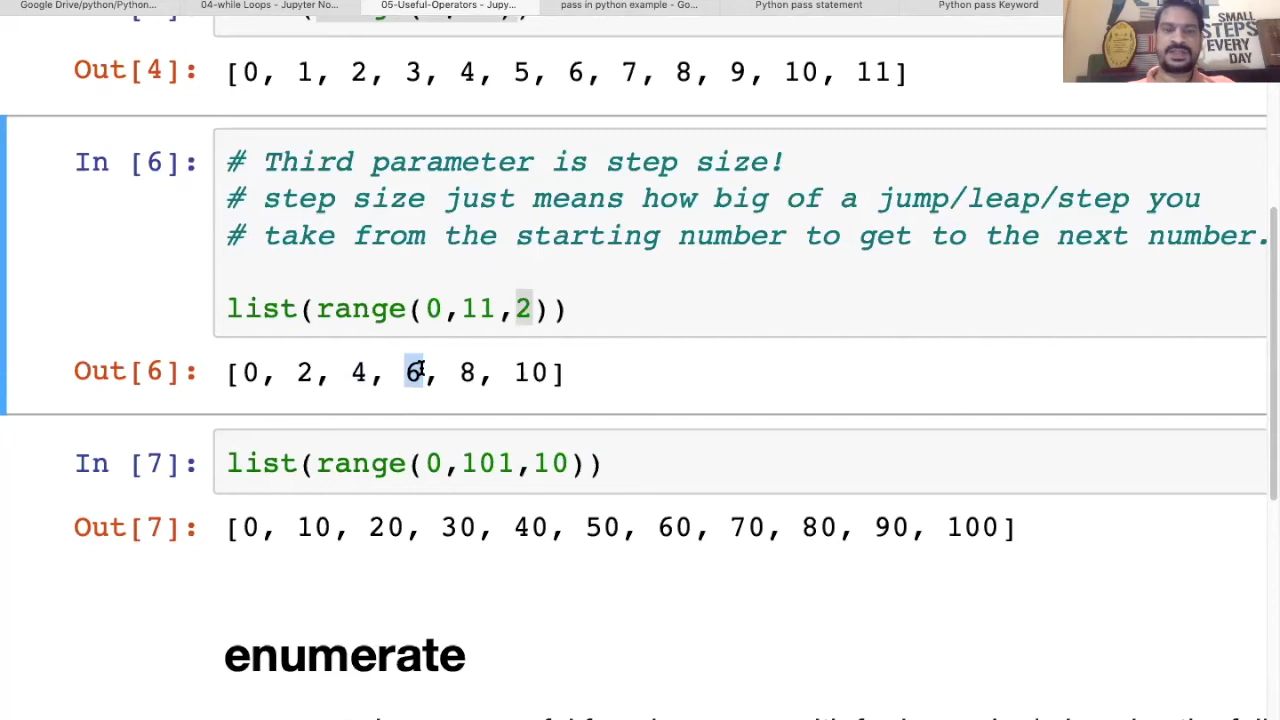 Google Drive/python/Python... 04-while Loops - Jupyter No... 05-Useful-Operators - Jupy... pass in python example - Go... Python pass statement Python pass Keyword
SMALL
STEPS
EVERY
DAY
Out[4]: [0, 1, 2, 3, 4, 5, 6, 7, 8, 9, 10, 11]
In [6]: # Third parameter is step size!
# step size just means how big of a jump/leap/step you
# take from the starting number to get to the next number.
list(range(0,11,2))
Out[6]: [0, 2, 4, 6, 8, 10]
In [7]: list(range(0,101,10))
Out[7]: [0, 10, 20, 30, 40, 50, 60, 70, 80, 90, 100]
enumerate